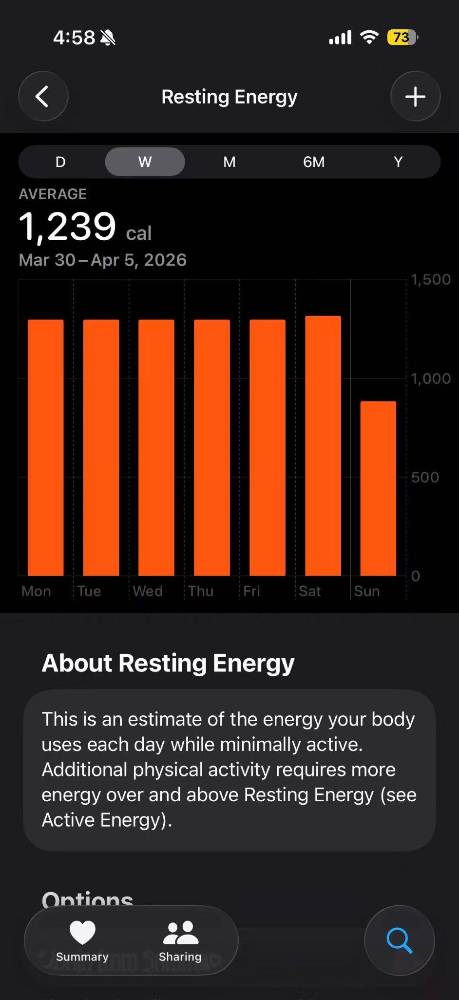 4:58
73
Resting Energy
D W M 6M Y
AVERAGE
1,239 cal
Mar 30 – Apr 5, 2026
1,500
1,000
500
0
Mon Tue Wed Thu Fri Sat Sun
About Resting Energy
This is an estimate of the energy your body
uses each day while minimally active.
Additional physical activity requires more
energy over and above Resting Energy (see
Active Energy).
Options
Summary Sharing